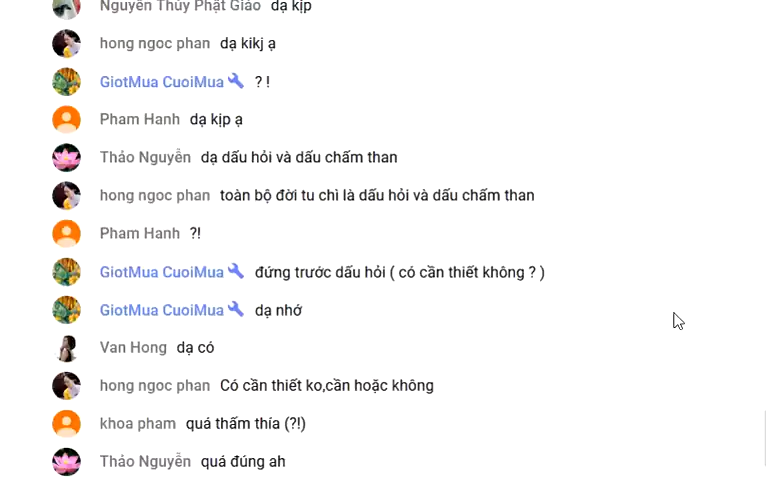 Nguyễn Thủy Phật Giáo dạ kịp
hong ngoc phan dạ kikj ạ
GiotMua CuoiMua ? !
Pham Hanh dạ kịp ạ
Thảo Nguyễn dạ dấu hỏi và dấu chấm than
hong ngoc phan toàn bộ đời tu chỉ là dấu hỏi và dấu chấm than
Pham Hanh ?!
GiotMua CuoiMua đứng trước dấu hỏi ( có cần thiết không ? )
GiotMua CuoiMua dạ nhớ
Van Hong dạ có
hong ngoc phan Có cần thiết ko,cần hoặc không
khoa pham quá thấm thía (?!)
Thảo Nguyễn quá đúng ah